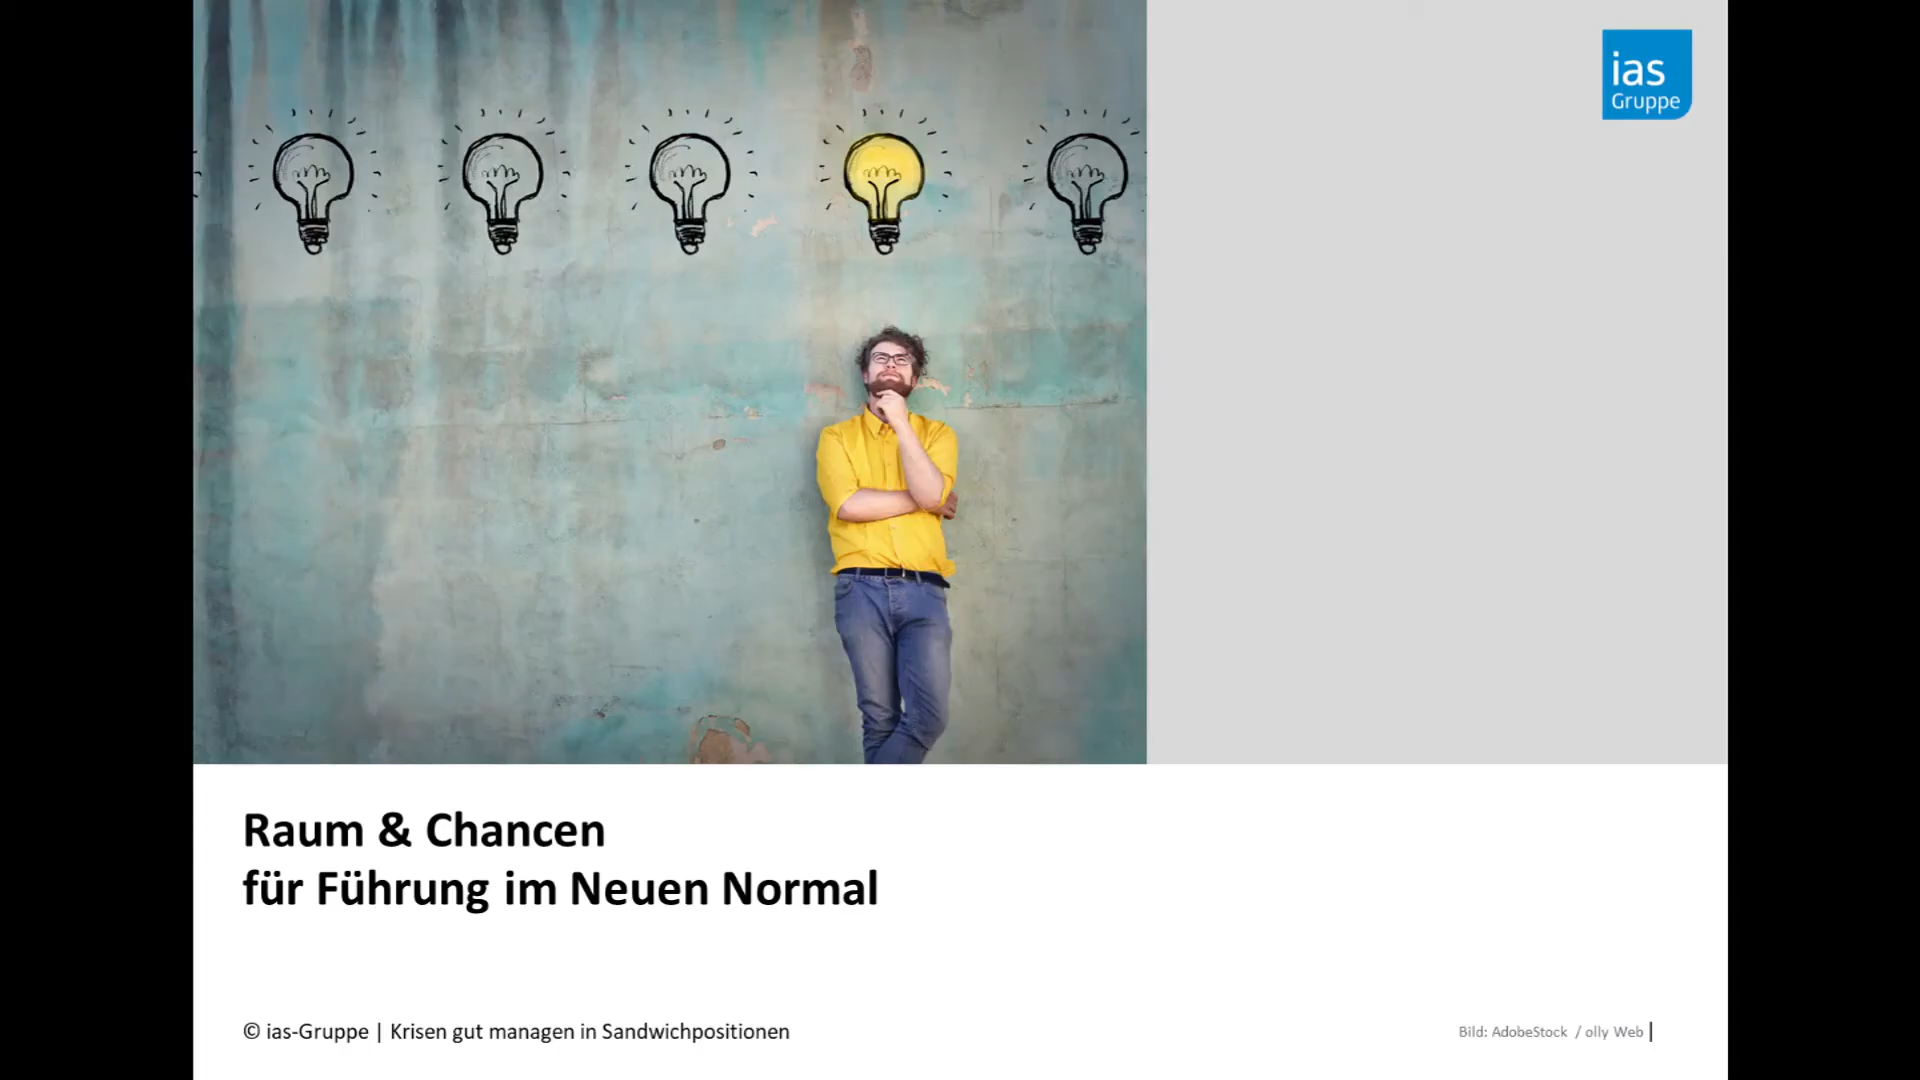 ias
Gruppe
Raum & Chancen
für Führung im Neuen Normal
© ias-Gruppe | Krisen gut managen in Sandwichpositionen
Bild: AdobeStock / olly Web |